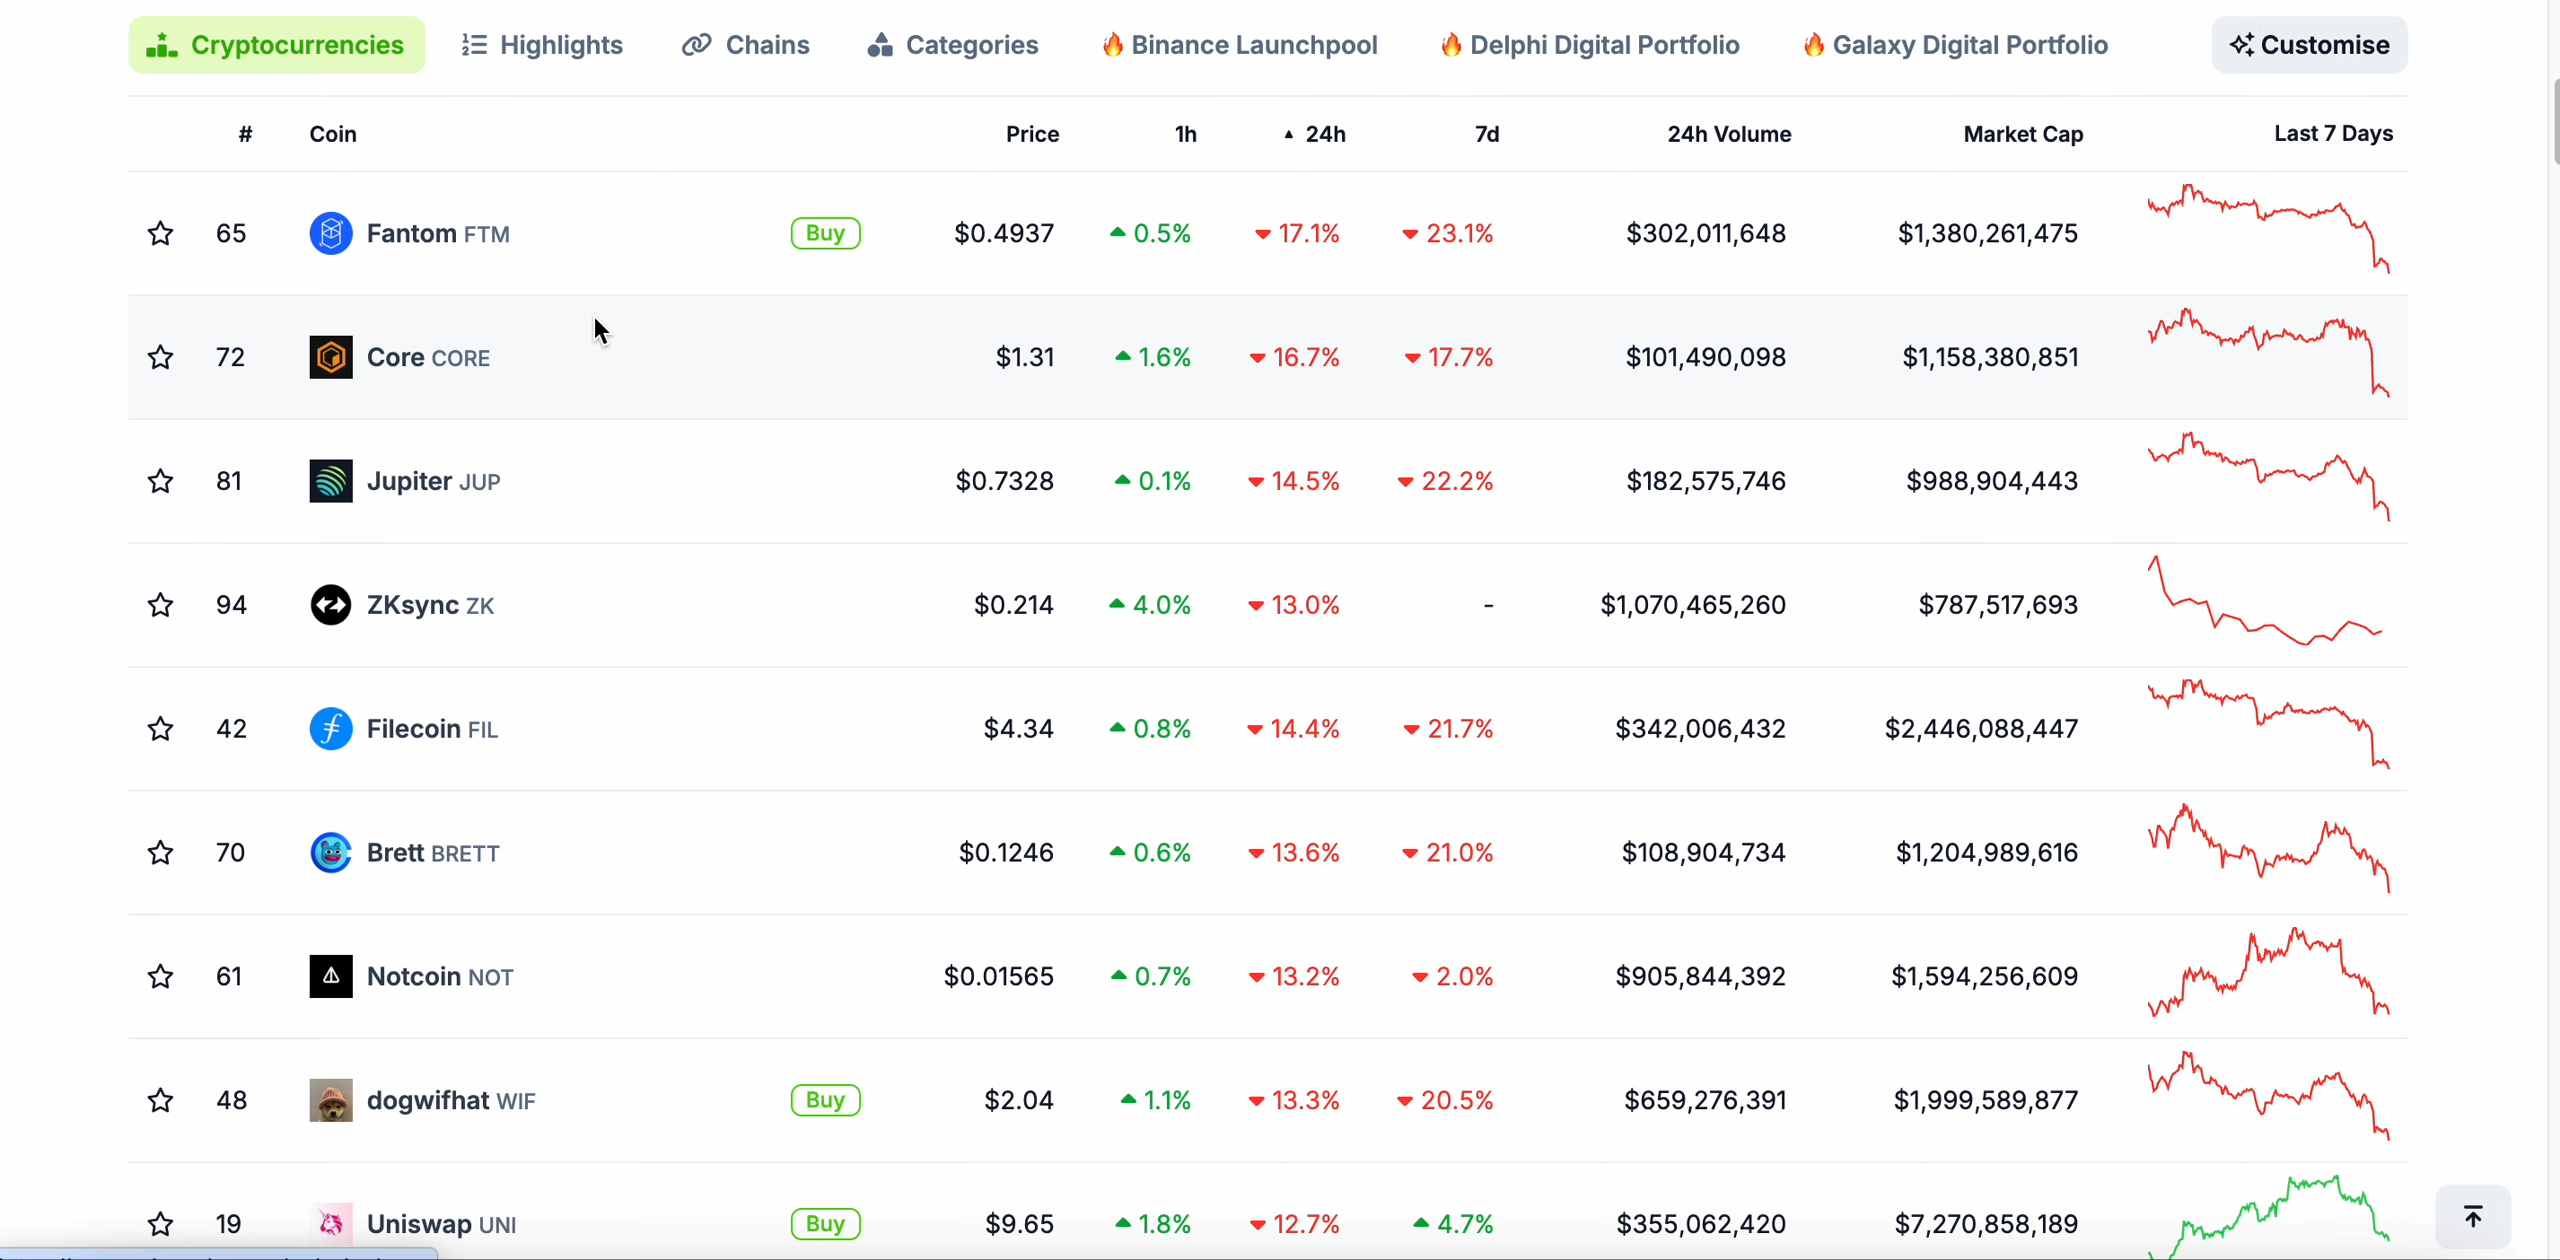 Cryptocurrencies Highlights Chains Categories Binance Launchpool Delphi Digital Portfolio Galaxy Digital Portfolio Customise
# Coin Price 1h 24h 7d 24h Volume Market Cap Last 7 Days
65 Fantom FTM Buy $0.4937 0.5% 17.1% 23.1% $302,011,648 $1,380,261,475
72 Core CORE $1.31 1.6% 16.7% 17.7% $101,490,098 $1,158,380,851
81 Jupiter JUP $0.7328 0.1% 14.5% 22.2% $182,575,746 $988,904,443
94 ZKsync ZK $0.214 4.0% 13.0% - $1,070,465,260 $787,517,693
42 Filecoin FIL $4.34 0.8% 14.4% 21.7% $342,006,432 $2,446,088,447
70 Brett BRETT $0.1246 0.6% 13.6% 21.0% $108,904,734 $1,204,989,616
61 Notcoin NOT $0.01565 0.7% 13.2% 2.0% $905,844,392 $1,594,256,609
48 dogwifhat WIF Buy $2.04 1.1% 13.3% 20.5% $659,276,391 $1,999,589,877
19 Uniswap UNI Buy $9.65 1.8% 12.7% 4.7% $355,062,420 $7,270,858,189